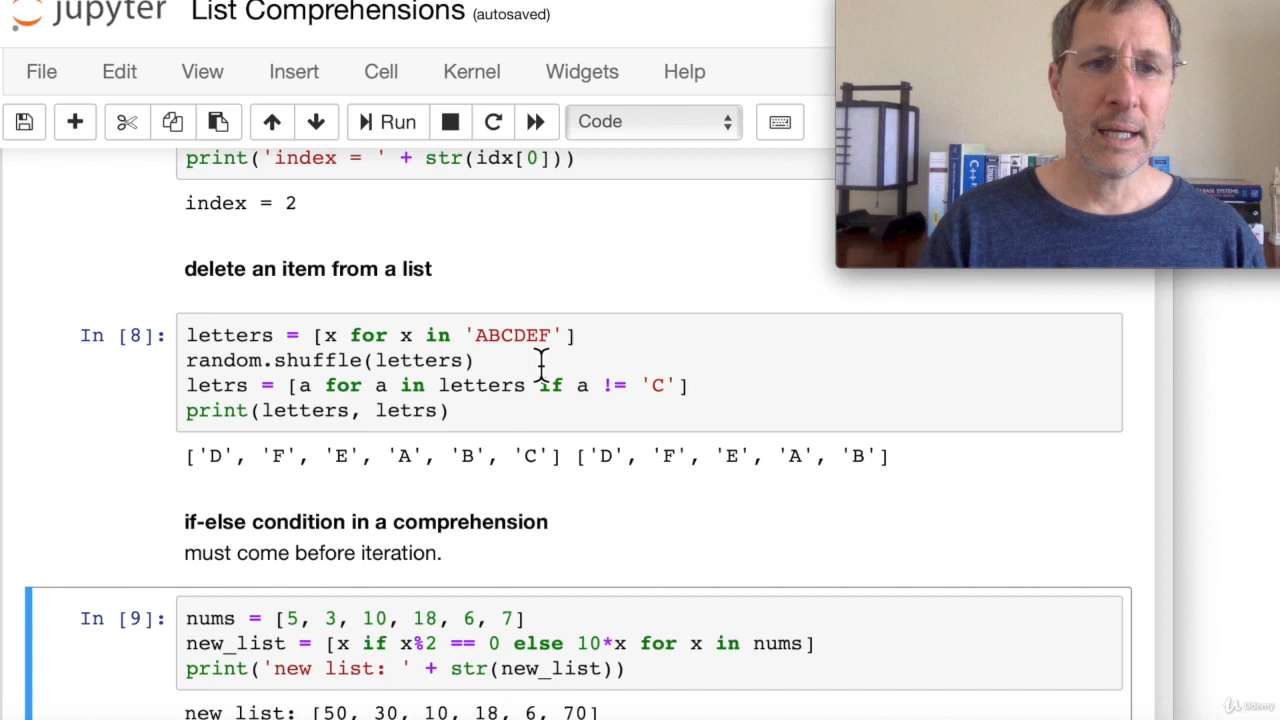 jupyter List Comprehensions (autosaved)
File Edit View Insert Cell Kernel Widgets Help
Run Code
print('index = ' + str(idx[0]))
index = 2
delete an item from a list
In [8]: letters = [x for x in 'ABCDEF']
random.shuffle(letters)
letrs = [a for a in letters if a != 'C']
print(letters, letrs)
['D', 'F', 'E', 'A', 'B', 'C'] ['D', 'F', 'E', 'A', 'B']
if-else condition in a comprehension
must come before iteration.
In [9]: nums = [5, 3, 10, 18, 6, 7]
new_list = [x if x%2 == 0 else 10*x for x in nums]
print('new list: ' + str(new_list))
new list: [50, 30, 10, 18, 6, 70]
C++
Linux
DATABASE SYSTEMS
Udemy